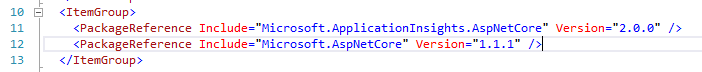 10 <ItemGroup>
11 <PackageReference Include="Microsoft.ApplicationInsights.AspNetCore" Version="2.0.0" />
12 <PackageReference Include="Microsoft.AspNetCore" Version="1.1.1" />
13 </ItemGroup>